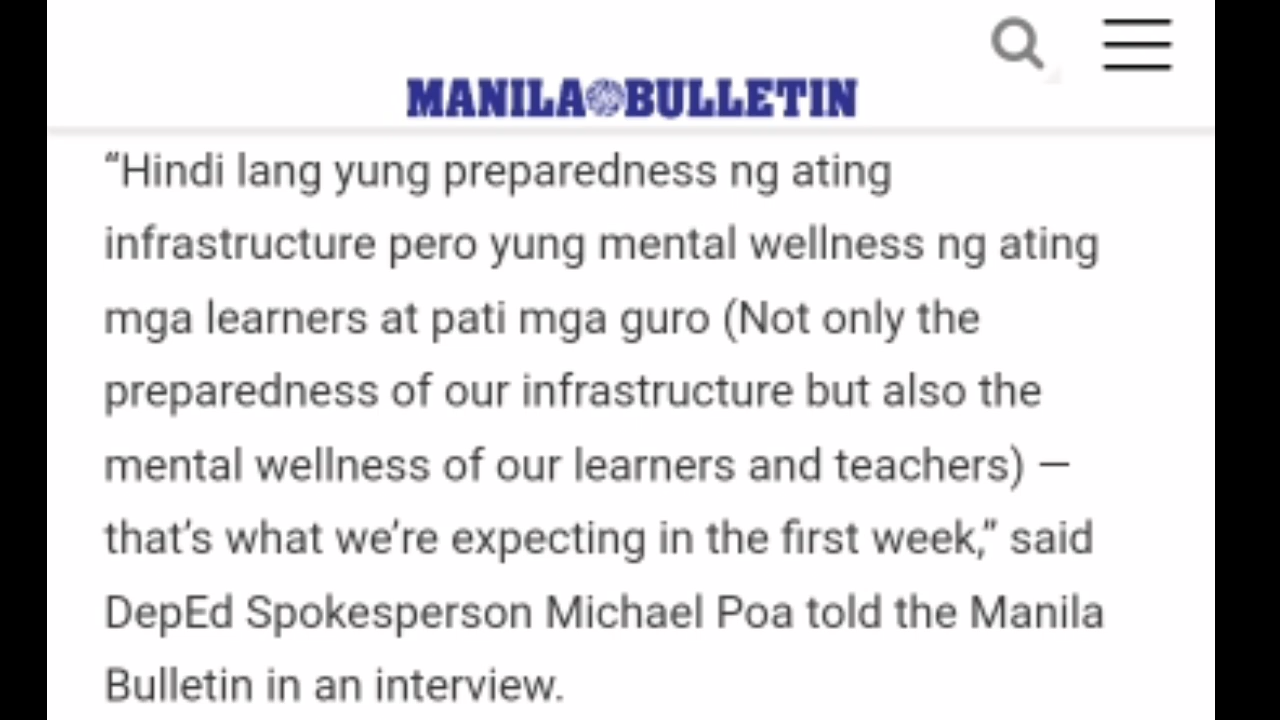 MANILA BULLETIN
“Hindi lang yung preparedness ng ating
infrastructure pero yung mental wellness ng ating
mga learners at pati mga guro (Not only the
preparedness of our infrastructure but also the
mental wellness of our learners and teachers) —
that’s what we’re expecting in the first week,” said
DepEd Spokesperson Michael Poa told the Manila
Bulletin in an interview.